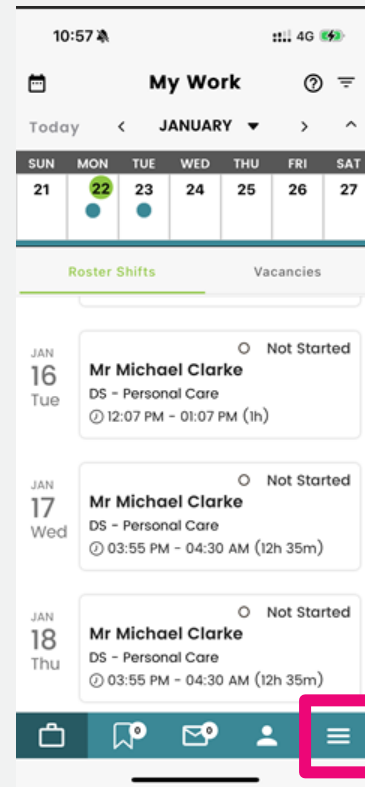 10:57 4G
My Work
Today < JANUARY >
SUN MON TUE WED THU FRI SAT
21 22 23 24 25 26 27
Roster Shifts Vacancies
JAN
16
Tue
Not Started
Mr Michael Clarke
DS - Personal Care
12:07 PM - 01:07 PM (1h)
JAN
17
Wed
Not Started
Mr Michael Clarke
DS - Personal Care
03:55 PM - 04:30 AM (12h 35m)
JAN
18
Thu
Not Started
Mr Michael Clarke
DS - Personal Care
03:55 PM - 04:30 AM (12h 35m)
0 0